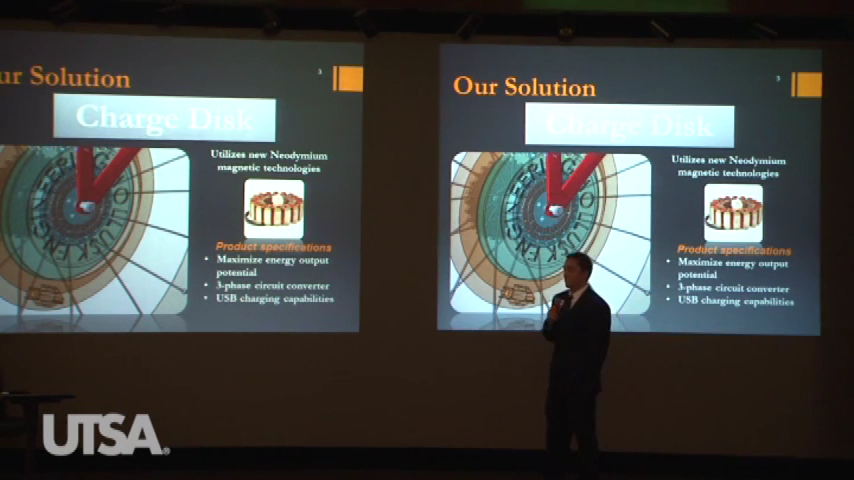 ur Solution
3
Charge Disk
Utilizes new Neodymium
magnetic technologies
Product specifications
• Maximize energy output
potential
• 3-phase circuit converter
• USB charging capabilities
Our Solution
3
Charge Disk
Utilizes new Neodymium
magnetic technologies
Product specifications
• Maximize energy output
potential
• 3-phase circuit converter
• USB charging capabilities
UTSA®